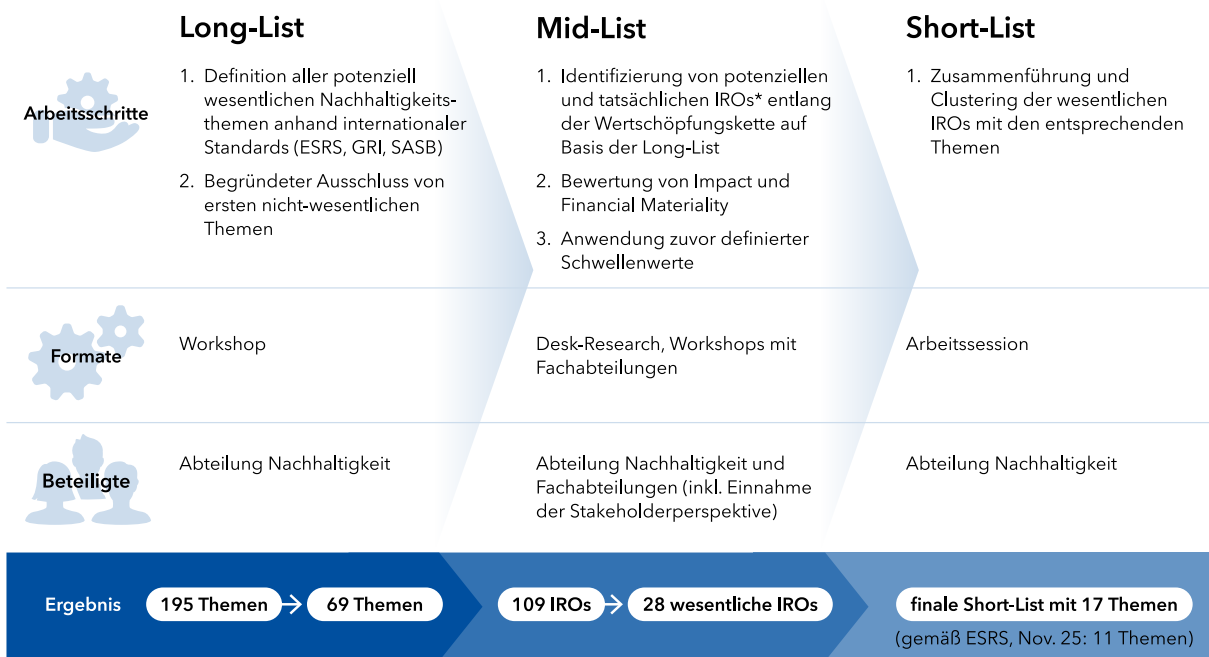 Long-List
Mid-List
Short-List
Arbeitsschritte
1. Definition aller potenziell
wesentlichen Nachhaltigkeits-
themen anhand internationaler
Standards (ESRS, GRI, SASB)
2. Begründeter Ausschluss von
ersten nicht-wesentlichen
Themen
1. Identifizierung von potenziellen
und tatsächlichen IROs* entlang
der Wertschöpfungskette auf
Basis der Long-List
2. Bewertung von Impact und
Financial Materiality
3. Anwendung zuvor definierter
Schwellenwerte
1. Zusammenführung und
Clustering der wesentlichen
IROs mit den entsprechenden
Themen
Formate
Workshop
Desk-Research, Workshops mit
Fachabteilungen
Arbeitssession
Beteiligte
Abteilung Nachhaltigkeit
Abteilung Nachhaltigkeit und
Fachabteilungen (inkl. Einnahme
der Stakeholderperspektive)
Abteilung Nachhaltigkeit
Ergebnis
195 Themen → 69 Themen
109 IROs → 28 wesentliche IROs
finale Short-List mit 17 Themen
(gemäß ESRS, Nov. 25: 11 Themen)